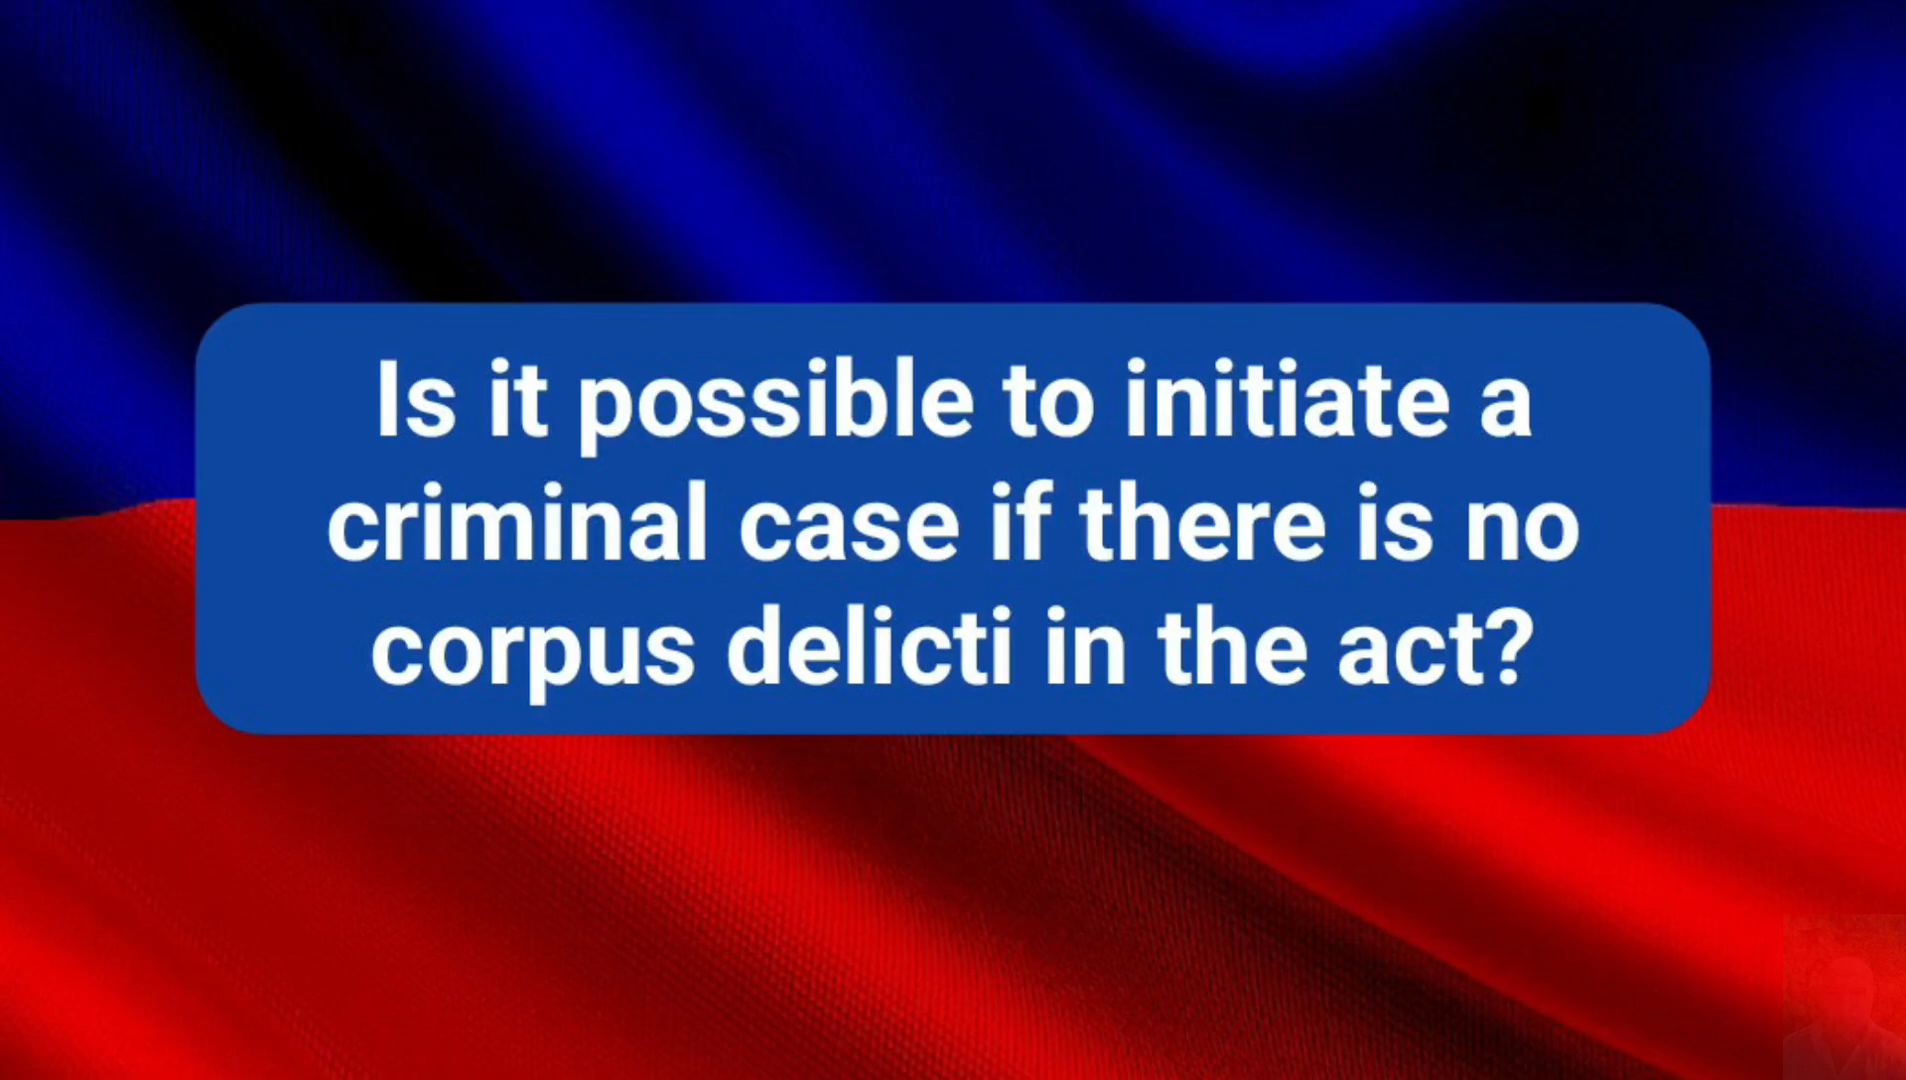 Is it possible to initiate a
criminal case if there is no
corpus delicti in the act?